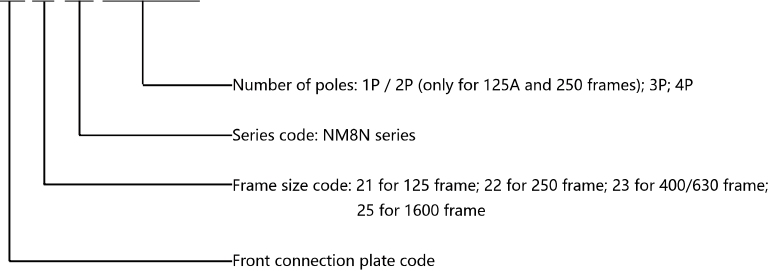 Number of poles: 1P / 2P (only for 125A and 250 frames); 3P; 4P
Series code: NM8N series
Frame size code: 21 for 125 frame; 22 for 250 frame; 23 for 400/630 frame;
25 for 1600 frame
Front connection plate code